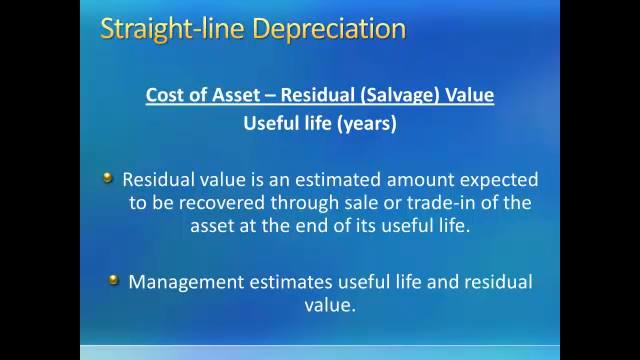 Straight-line Depreciation
Cost of Asset – Residual (Salvage) Value
Useful life (years)
Residual value is an estimated amount expected
to be recovered through sale or trade-in of the
asset at the end of its useful life.
Management estimates useful life and residual
value.